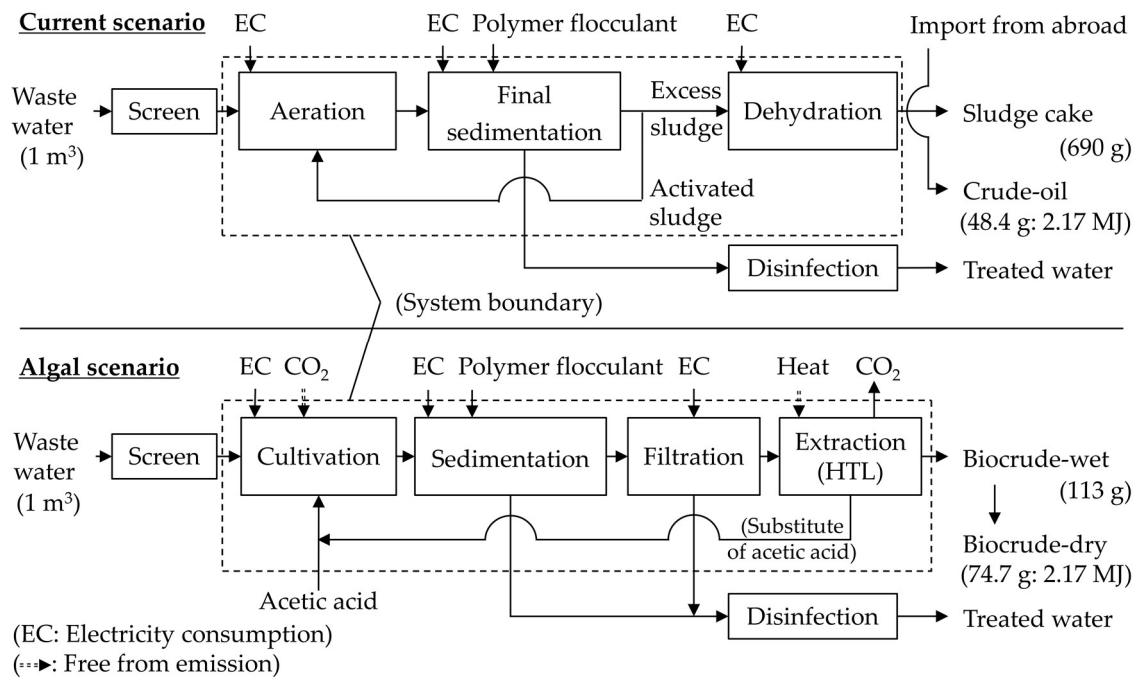 Current scenario
EC
EC
Polymer flocculant
EC
Import from abroad
Waste
water
(1 m³)
Screen
Aeration
Final
sedimentation
Excess
sludge
Dehydration
Sludge cake
(690 g)
Activated
sludge
Crude-oil
(48.4 g: 2.17 MJ)
Disinfection
Treated water
(System boundary)
Algal scenario
EC
CO₂
EC
Polymer flocculant
EC
Heat
CO₂
Waste
water
(1 m³)
Screen
Cultivation
Sedimentation
Filtration
Extraction
(HTL)
Biocrude-wet
(113 g)
(Substitute
of acetic acid)
Biocrude-dry
(74.7 g: 2.17 MJ)
Acetic acid
Disinfection
Treated water
(EC: Electricity consumption)
(: Free from emission)